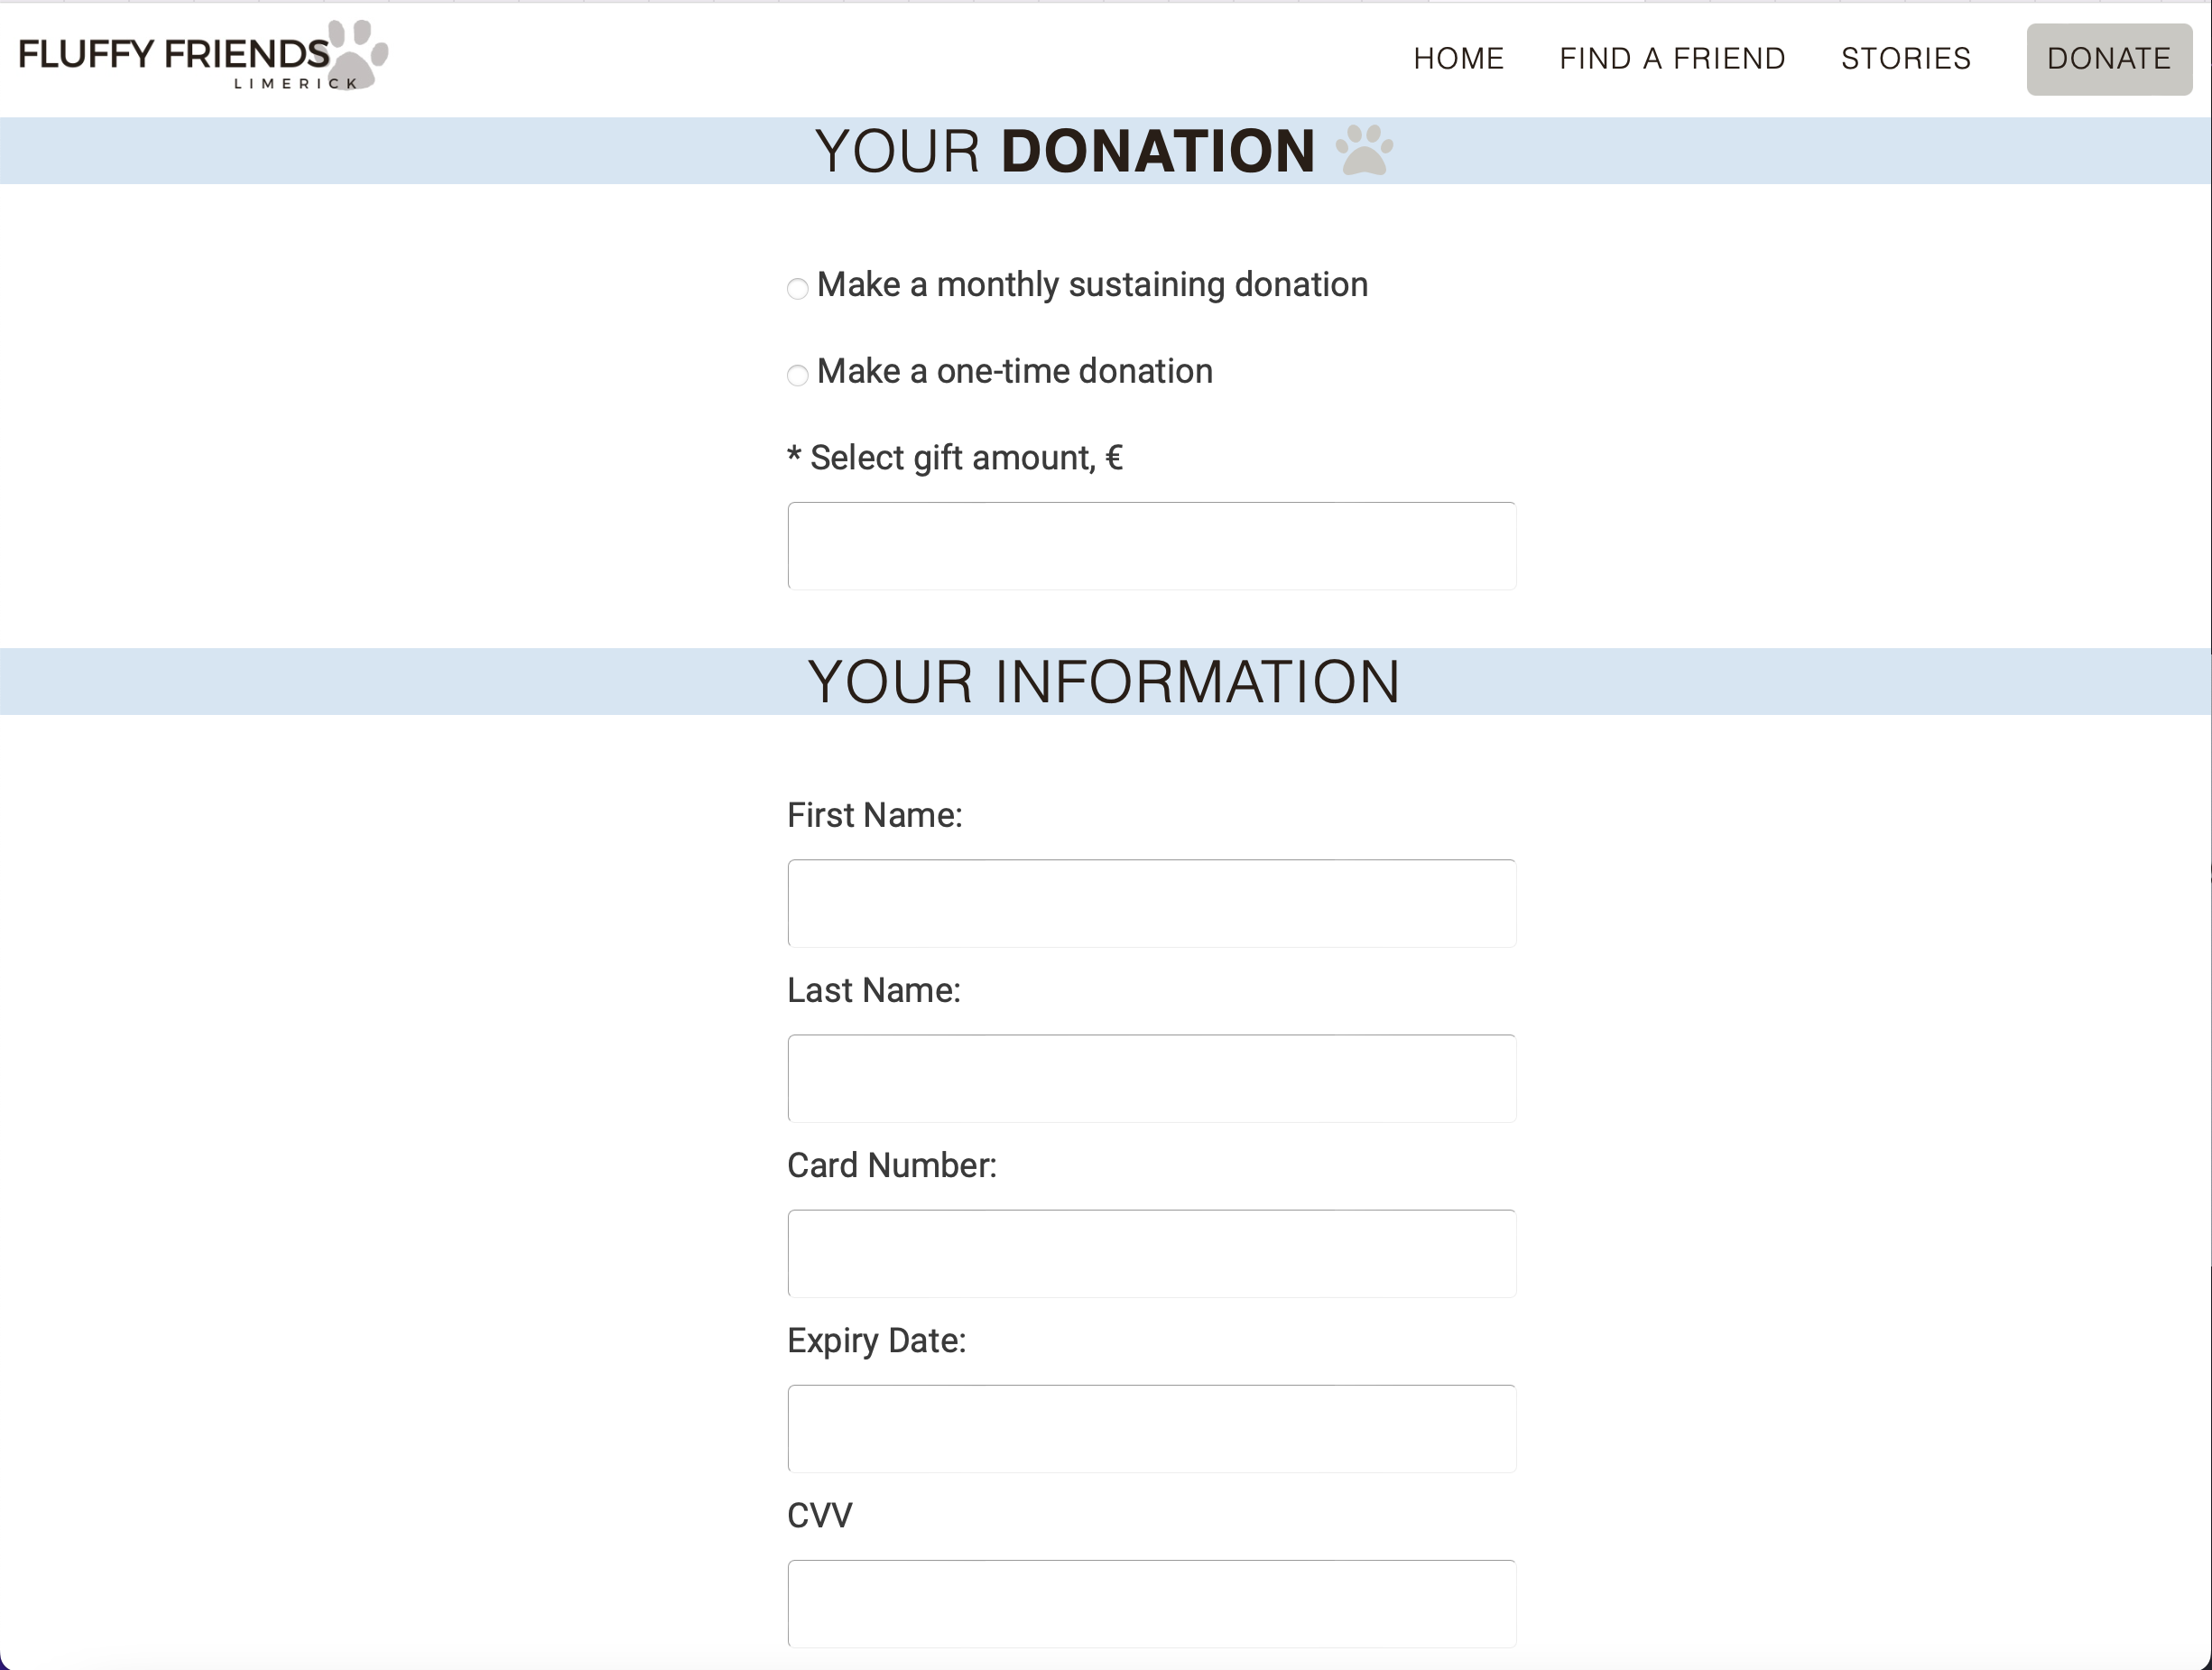 FLUFFY FRIENDS
LIMERICK
HOME FIND A FRIEND STORIES DONATE
YOUR DONATION
Make a monthly sustaining donation
Make a one-time donation
* Select gift amount, €
YOUR INFORMATION
First Name:
Last Name:
Card Number:
Expiry Date:
CVV